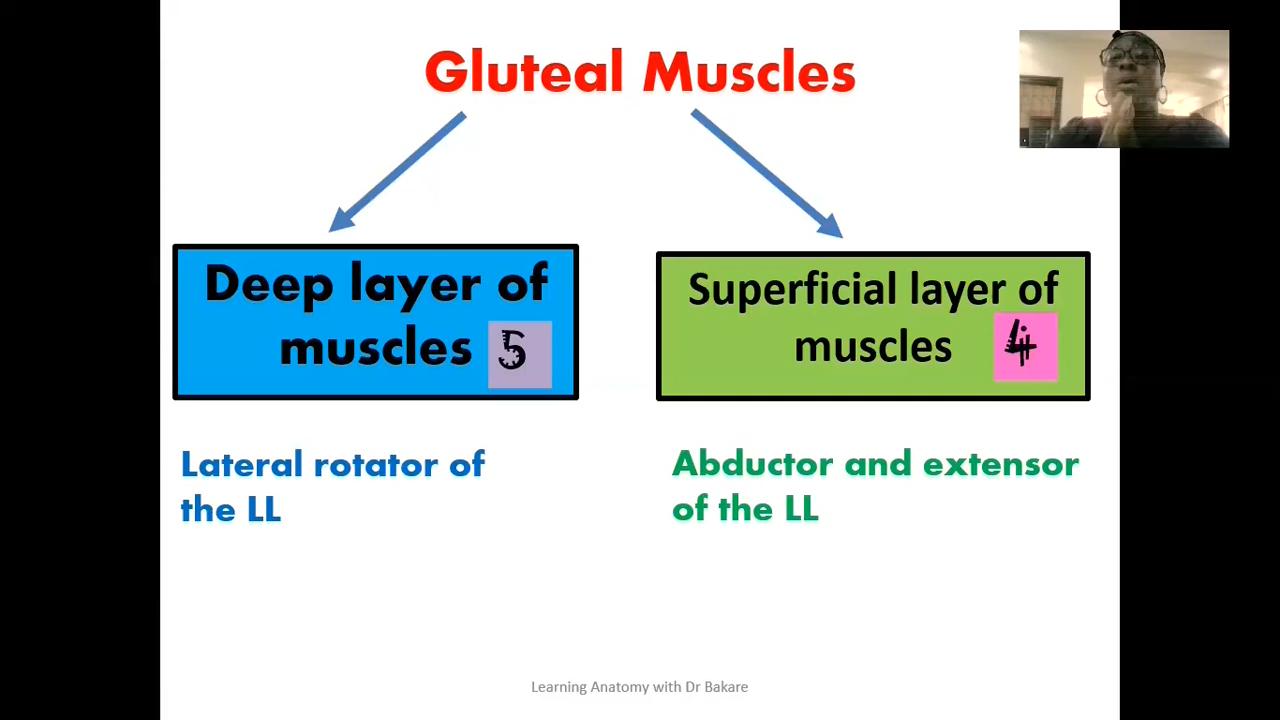 Gluteal Muscles
Deep layer of
muscles 5
Superficial layer of
muscles 4
Lateral rotator of
the LL
Abductor and extensor
of the LL
Learning Anatomy with Dr Bakare